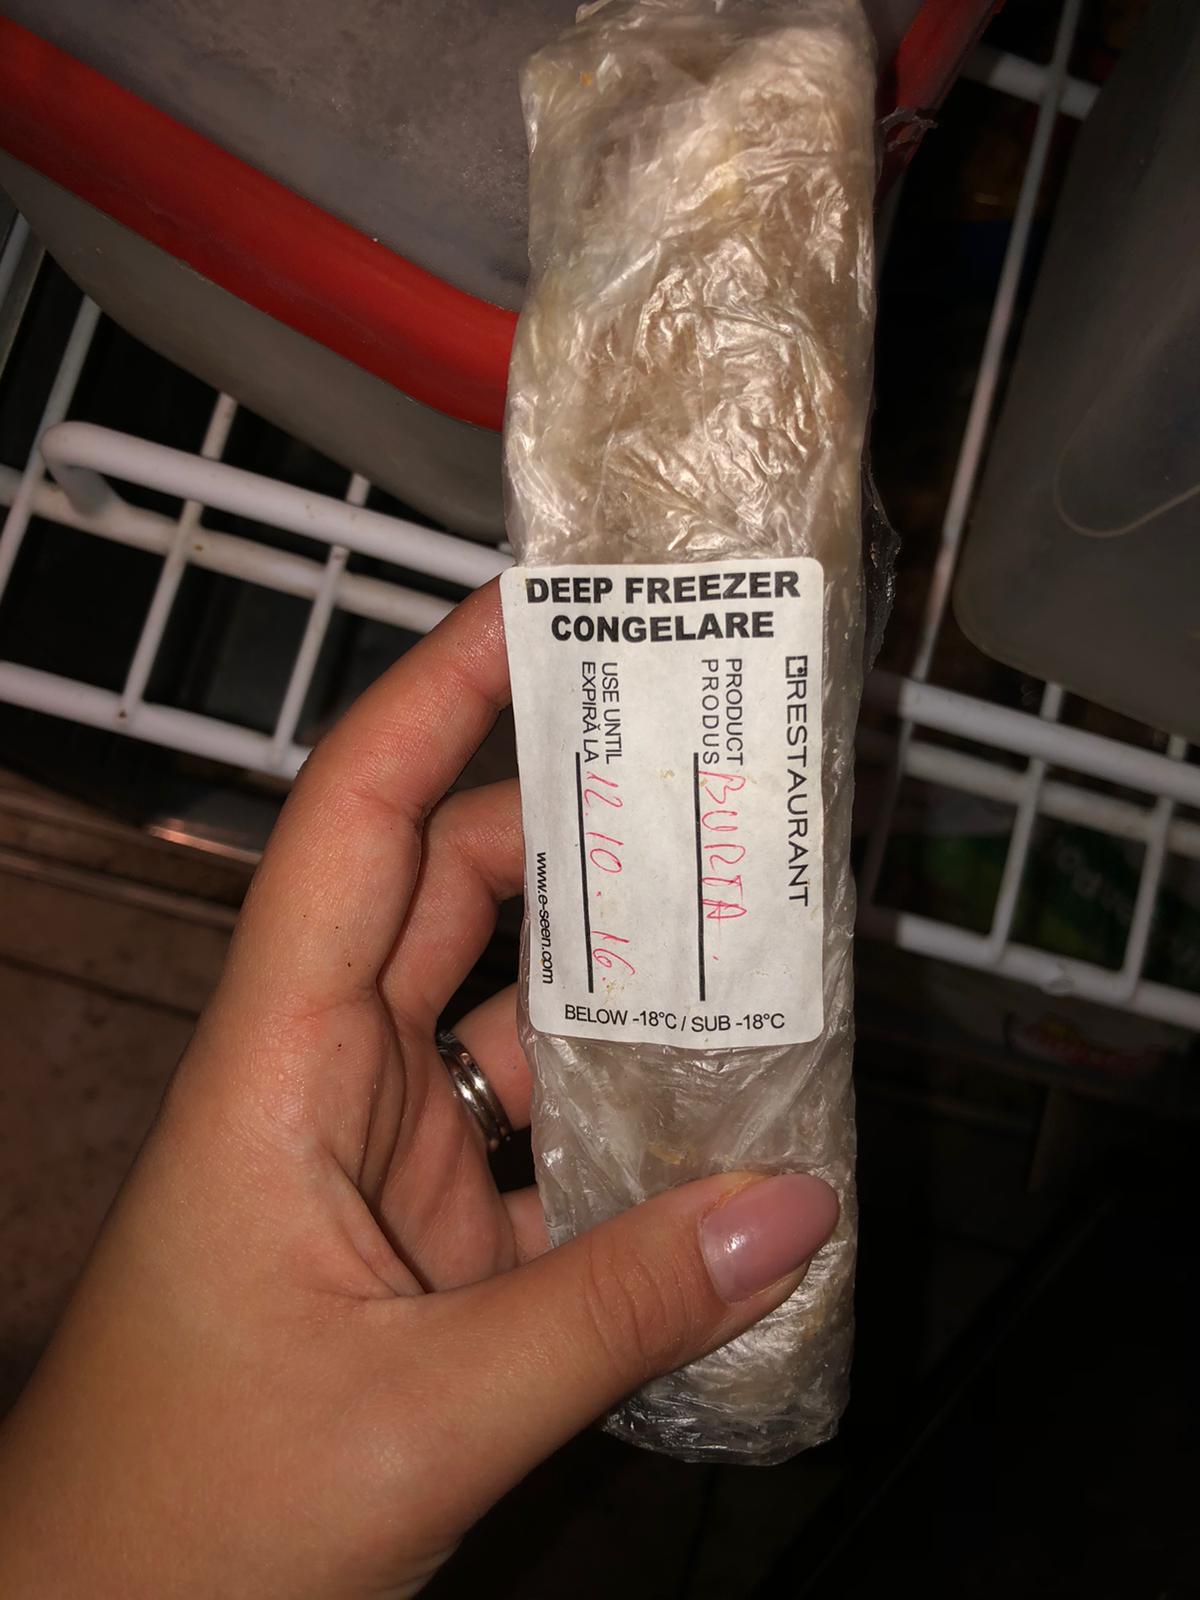 DEEP FREEZER
CONGELARE
RESTAURANT
PRODUCT
PRODUS BURTA.
USE UNTIL
EXPIRĂ LA 12.10.16.
www.e-seen.com
BELOW -18°C / SUB -18°C